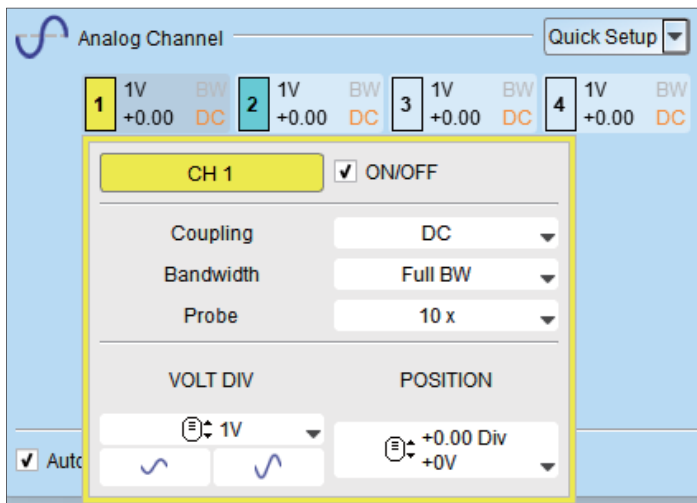 Analog Channel
Quick Setup
1 1V BW +0.00 DC
2 1V BW +0.00 DC
3 1V BW +0.00 DC
4 1V BW +0.00 DC
CH 1
ON/OFF
Coupling DC
Bandwidth Full BW
Probe 10 x
VOLT DIV
POSITION
1V
+0.00 Div
+0V